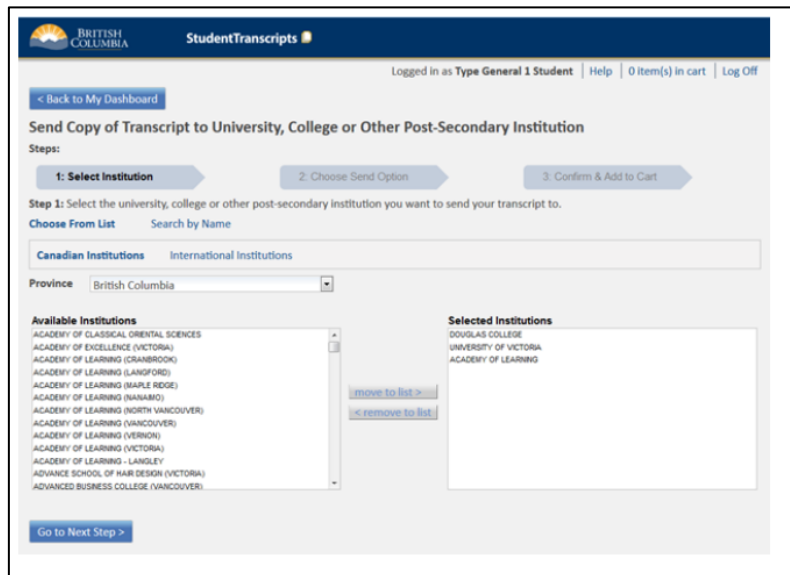 BRITISH
COLUMBIA
StudentTranscripts
Logged in as Type General 1 Student | Help | 0 item(s) in cart | Log Off
< Back to My Dashboard
Send Copy of Transcript to University, College or Other Post-Secondary Institution
Steps:
1: Select Institution 2: Choose Send Option 3: Confirm & Add to Cart
Step 1: Select the university, college or other post-secondary institution you want to send your transcript to.
Choose From List Search by Name
Canadian Institutions International Institutions
Province British Columbia
Available Institutions
ACADEMY OF CLASSICAL ORIENTAL SCIENCES
ACADEMY OF EXCELLENCE (VICTORIA)
ACADEMY OF LEARNING (CRANBROOK)
ACADEMY OF LEARNING (LANGFORD)
ACADEMY OF LEARNING (MAPLE RIDGE)
ACADEMY OF LEARNING (NANAIMO)
ACADEMY OF LEARNING (NORTH VANCOUVER)
ACADEMY OF LEARNING (VANCOUVER)
ACADEMY OF LEARNING (VERNON)
ACADEMY OF LEARNING (VICTORIA)
ACADEMY OF LEARNING - LANGLEY
ADVANCE SCHOOL OF HAIR DESIGN (VICTORIA)
ADVANCED BUSINESS COLLEGE (VANCOUVER)
move to list >
< remove to list
Selected Institutions
DOUGLAS COLLEGE
UNIVERSITY OF VICTORIA
ACADEMY OF LEARNING
Go to Next Step >